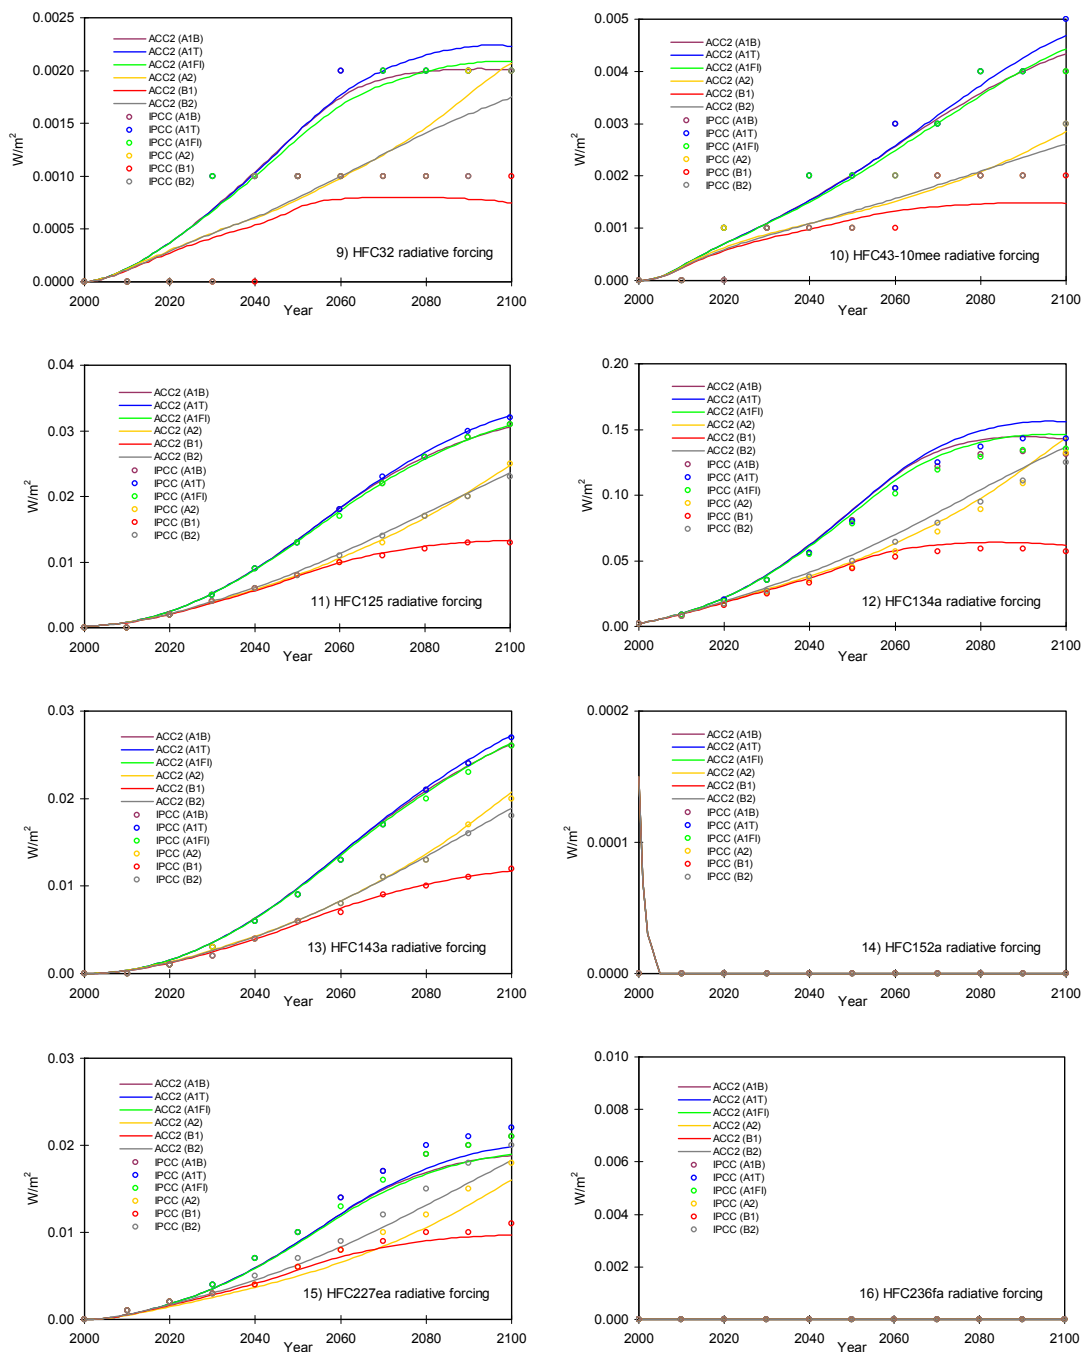 0.0025
0.0020
0.0015
0.0010
0.0005
0.0000
W/m²
ACC2 (A1B)
ACC2 (A1T)
ACC2 (A1FI)
ACC2 (A2)
ACC2 (B1)
ACC2 (B2)
IPCC (A1B)
IPCC (A1T)
IPCC (A1FI)
IPCC (A2)
IPCC (B1)
IPCC (B2)
9) HFC32 radiative forcing
2000 2020 2040 2060 2080 2100
Year
0.005
0.004
0.003
0.002
0.001
0.000
W/m²
ACC2 (A1B)
ACC2 (A1T)
ACC2 (A1FI)
ACC2 (A2)
ACC2 (B1)
ACC2 (B2)
IPCC (A1B)
IPCC (A1T)
IPCC (A1FI)
IPCC (A2)
IPCC (B1)
IPCC (B2)
10) HFC43-10mee radiative forcing
2000 2020 2040 2060 2080 2100
Year
0.04
0.03
0.02
0.01
0.00
W/m²
ACC2 (A1B)
ACC2 (A1T)
ACC2 (A1FI)
ACC2 (A2)
ACC2 (B1)
ACC2 (B2)
IPCC (A1B)
IPCC (A1T)
IPCC (A1FI)
IPCC (A2)
IPCC (B1)
IPCC (B2)
11) HFC125 radiative forcing
2000 2020 2040 2060 2080 2100
Year
0.20
0.15
0.10
0.05
0.00
W/m²
ACC2 (A1B)
ACC2 (A1T)
ACC2 (A1FI)
ACC2 (A2)
ACC2 (B1)
ACC2 (B2)
IPCC (A1B)
IPCC (A1T)
IPCC (A1FI)
IPCC (A2)
IPCC (B1)
IPCC (B2)
12) HFC134a radiative forcing
2000 2020 2040 2060 2080 2100
Year
0.03
0.02
0.01
0.00
W/m²
ACC2 (A1B)
ACC2 (A1T)
ACC2 (A1FI)
ACC2 (A2)
ACC2 (B1)
ACC2 (B2)
IPCC (A1B)
IPCC (A1T)
IPCC (A1FI)
IPCC (A2)
IPCC (B1)
IPCC (B2)
13) HFC143a radiative forcing
2000 2020 2040 2060 2080 2100
Year
0.0002
0.0001
0.0000
W/m²
ACC2 (A1B)
ACC2 (A1T)
ACC2 (A1FI)
ACC2 (A2)
ACC2 (B1)
ACC2 (B2)
IPCC (A1B)
IPCC (A1T)
IPCC (A1FI)
IPCC (A2)
IPCC (B1)
IPCC (B2)
14) HFC152a radiative forcing
2000 2020 2040 2060 2080 2100
Year
0.03
0.02
0.01
0.00
W/m²
ACC2 (A1B)
ACC2 (A1T)
ACC2 (A1FI)
ACC2 (A2)
ACC2 (B1)
ACC2 (B2)
IPCC (A1B)
IPCC (A1T)
IPCC (A1FI)
IPCC (A2)
IPCC (B1)
IPCC (B2)
15) HFC227ea radiative forcing
2000 2020 2040 2060 2080 2100
Year
0.010
0.008
0.006
0.004
0.002
0.000
W/m²
ACC2 (A1B)
ACC2 (A1T)
ACC2 (A1FI)
ACC2 (A2)
ACC2 (B1)
ACC2 (B2)
IPCC (A1B)
IPCC (A1T)
IPCC (A1FI)
IPCC (A2)
IPCC (B1)
IPCC (B2)
16) HFC236fa radiative forcing
2000 2020 2040 2060 2080 2100
Year